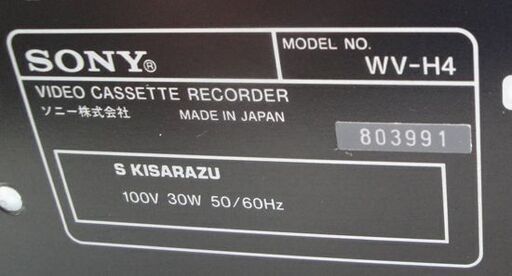 SONY®
MODEL NO.
WV-H4
VIDEO CASSETTE RECORDER
ソニー株式会社 MADE IN JAPAN
803991
S KISARAZU
100V 30W 50/60Hz